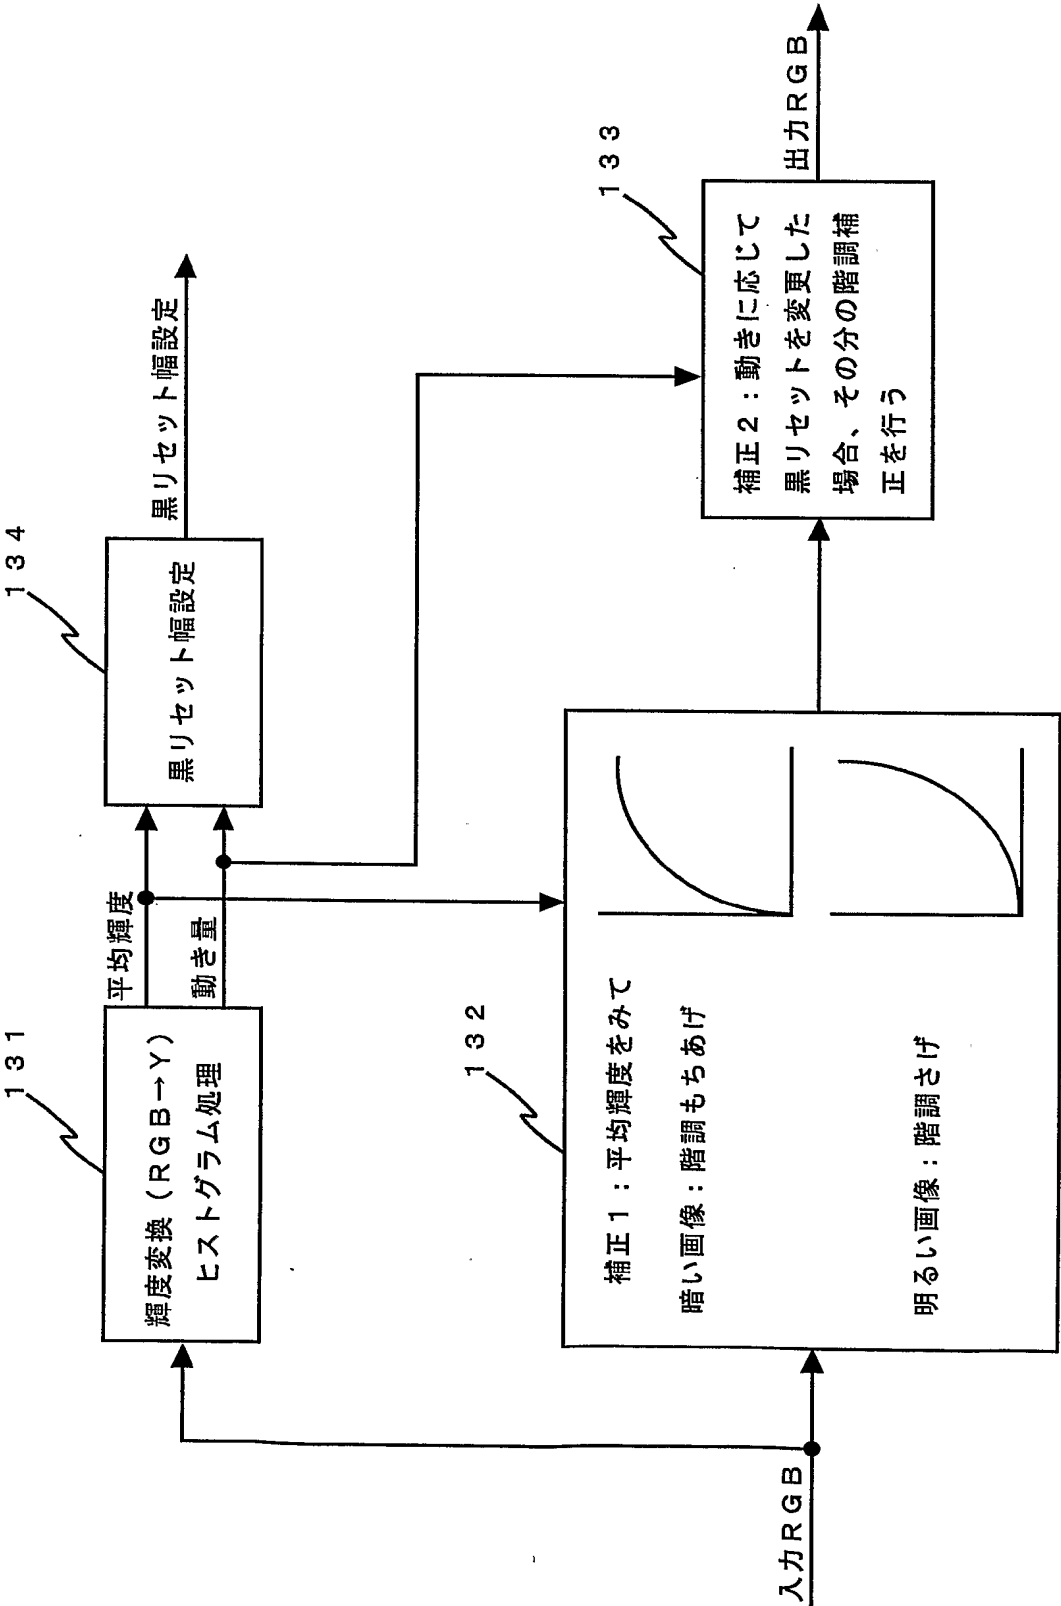 131
輝度変換（RGB→Y）
ヒストグラム処理
平均輝度
動き量
134
黒リセット幅設定
黒リセット幅設定
入力RGB
132
補正1：平均輝度をみて
暗い画像：階調もちあげ
明るい画像：階調さげ
133
補正2：動きに応じて
黒リセットを変更した
場合、その分の階調補
正を行う
出力RGB